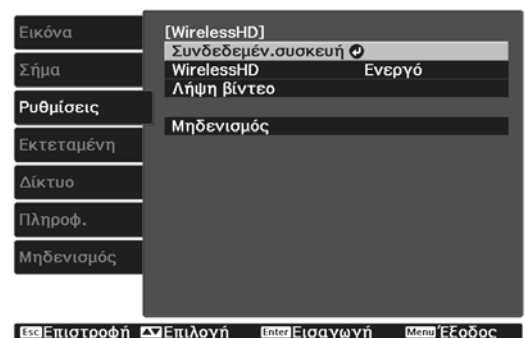 Εικόνα
Σήμα
Ρυθμίσεις
Εκτεταμένη
Δίκτυο
Πληροφ.
Μηδενισμός
[WirelessHD]
Συνδεδεμέν.συσκευή
WirelessHD Ενεργό
Λήψη βίντεο
Μηδενισμός
Esc Επιστροφή Επιλογή Enter Εισαγωγή Menu Έξοδος